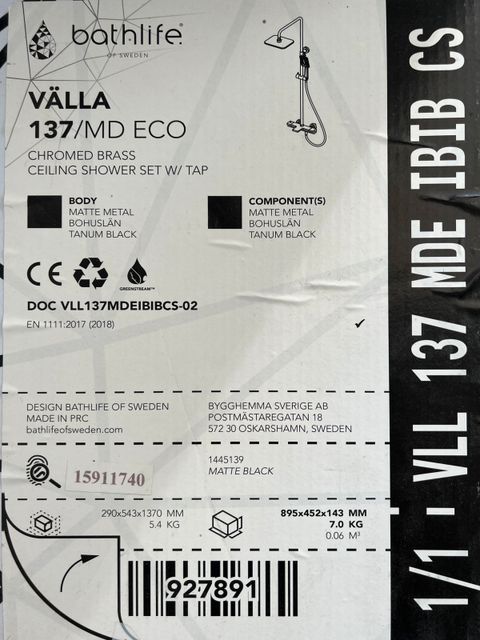 bathlife
OF SWEDEN
VÄLLA
137/MD ECO
CHROMED BRASS
CEILING SHOWER SET W/ TAP
BODY
MATTE METAL
BOHUSLÄN
TANUM BLACK
COMPONENT(S)
MATTE METAL
BOHUSLÄN
TANUM BLACK
CE
GREENSTREAM™
DOC VLL137MDEIBIBCS-02
EN 1111:2017 (2018)
✓
DESIGN BATHLIFE OF SWEDEN
MADE IN PRC
bathlifeofsweden.com
BYGGHEMMA SVERIGE AB
POSTMÄSTAREGATAN 18
572 30 OSKARSHAMN, SWEDEN
15911740
1445139
MATTE BLACK
290x543x1370 MM
5.4 KG
895x452x143 MM
7.0 KG
0.06 M³
927891
1/1 - VLL 137 MDE IBIB CS